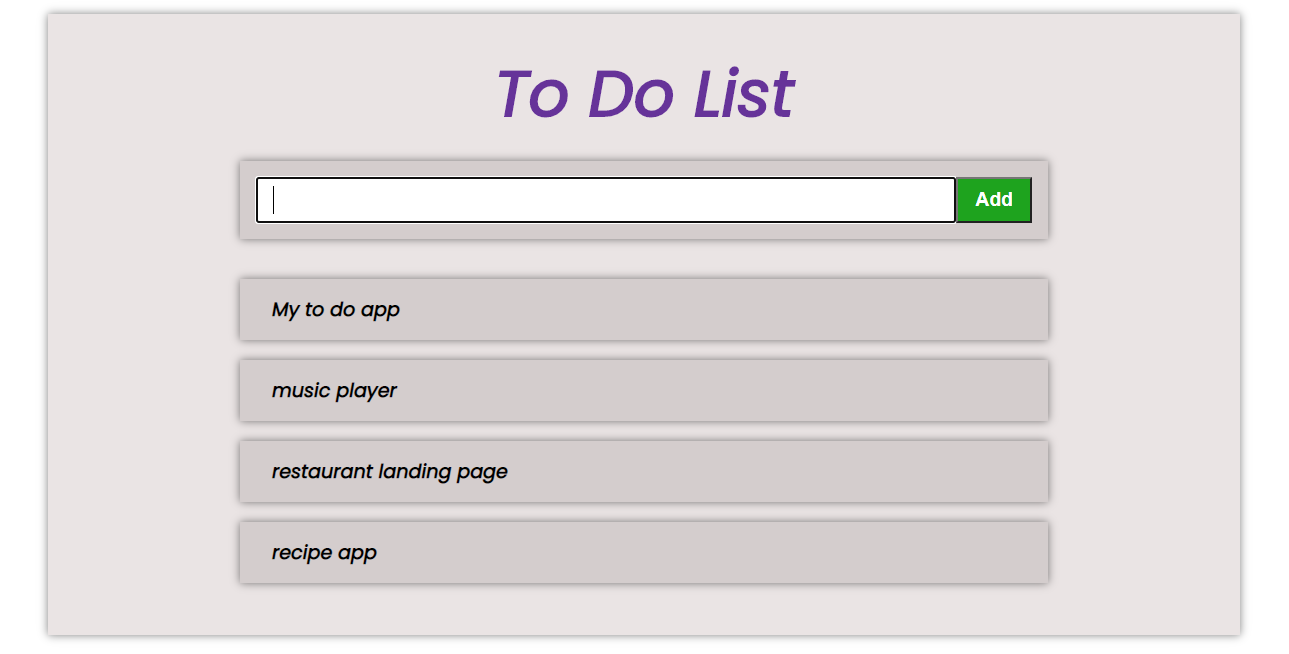 To Do List
Add
My to do app
music player
restaurant landing page
recipe app